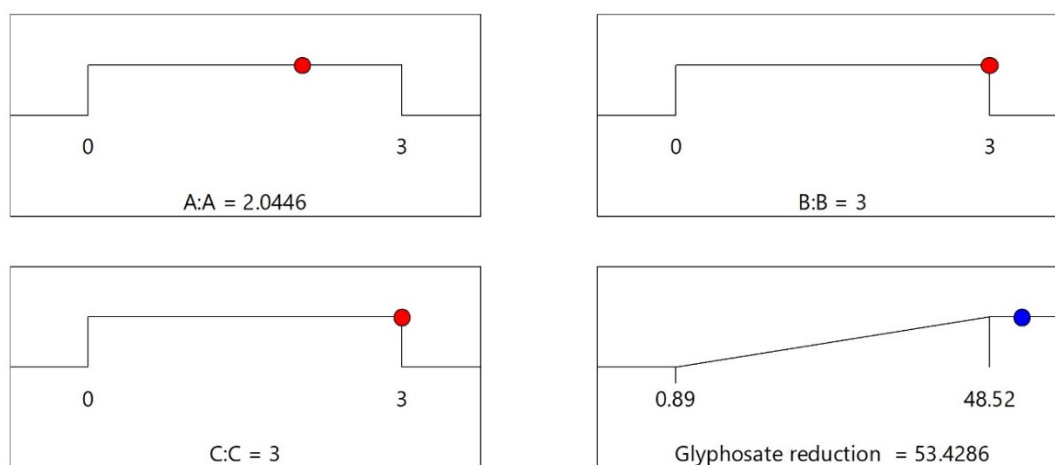 0 3
A:A = 2.0446
0 3
B:B = 3
0 3
C:C = 3
0.89 48.52
Glyphosate reduction = 53.4286